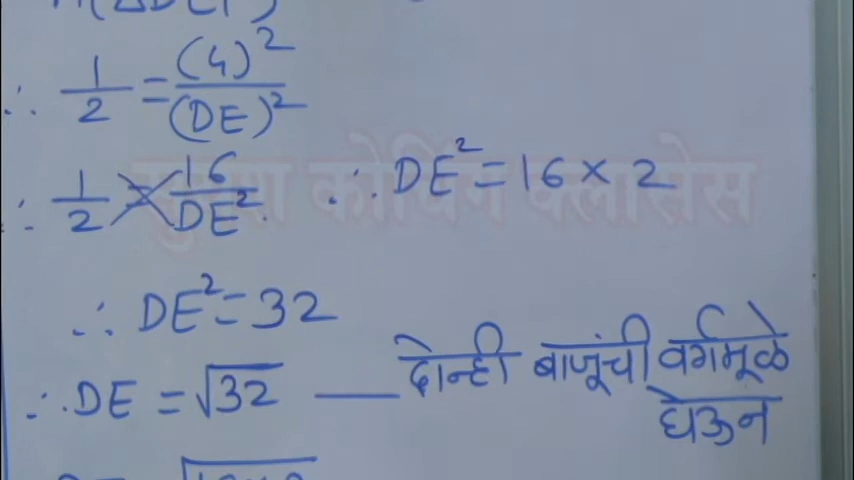 ∴ 1/2 = (4)²/(DE)²
∴ 1/2 = 16/DE² ∴ DE² = 16 × 2
∴ DE² = 32
∴ DE = √32 — दोन्ही बाजूंची वर्गमूळे
घेऊन
कोचिंग क्लासेस